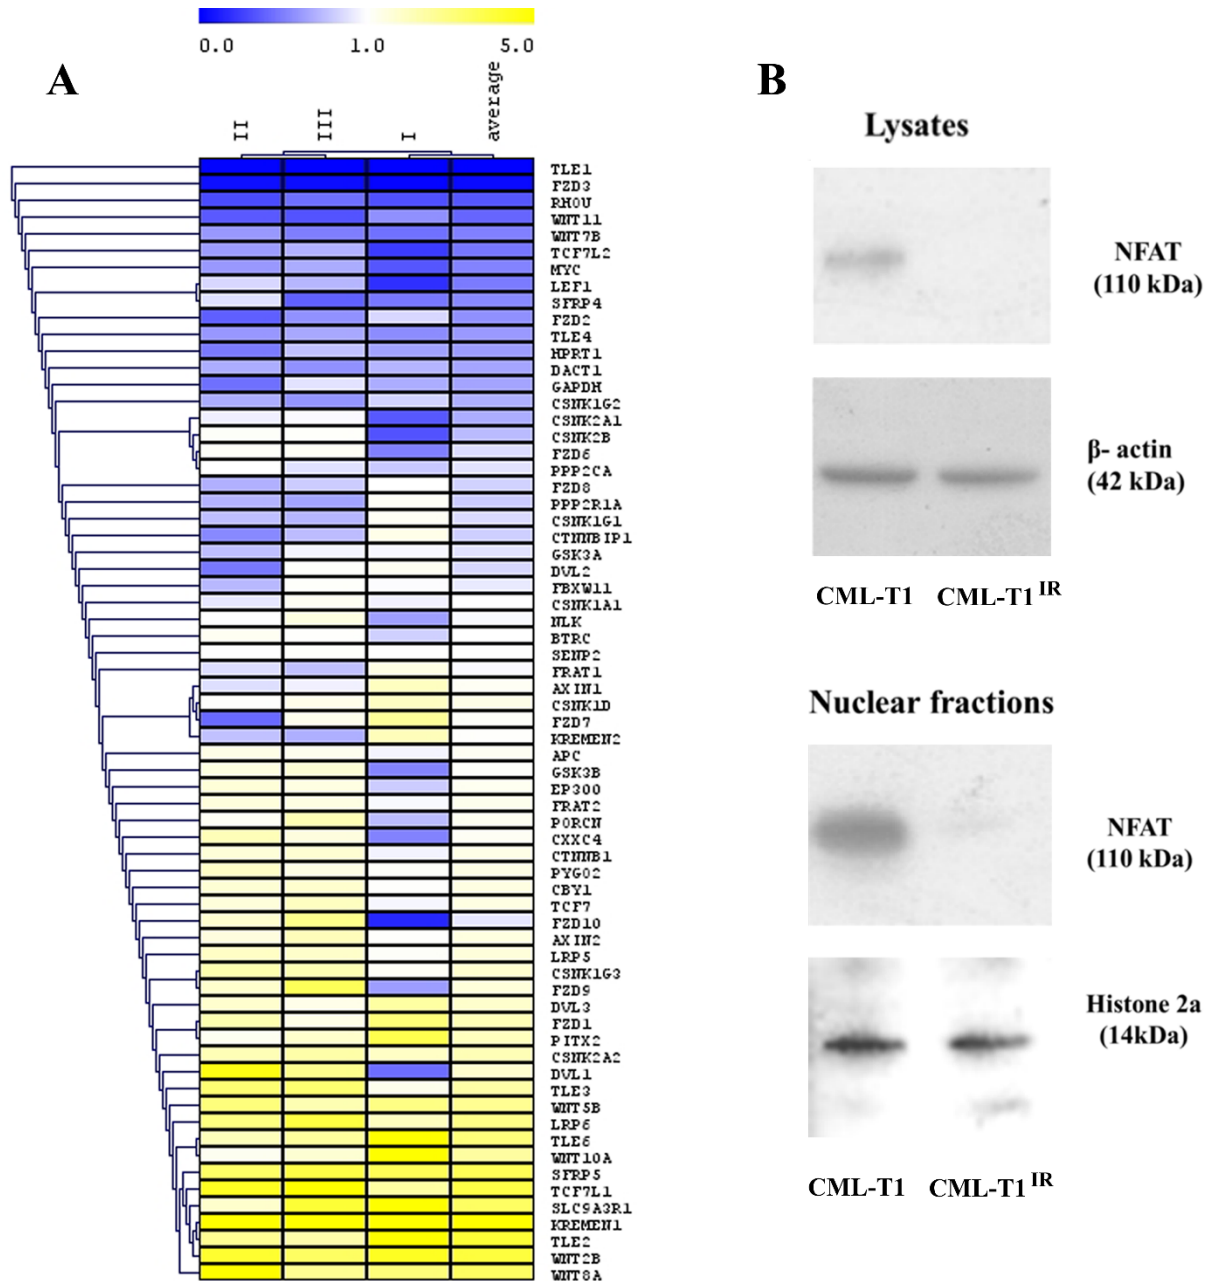 0.0 1.0 5.0
A
II III I average
TLE1
FZD3
RHOU
WNT11
WNT7B
TCF7L2
MYC
LEF1
SFRP4
FZD2
TLE4
HPRT1
DACT1
GAPDH
CSNK1G2
CSNK2A1
CSNK2B
FZD6
PPP2CA
FZD8
PPP2R1A
CSNK1G1
CTNNBIP1
GSK3A
DVL2
FBXW11
CSNK1A1
NLK
BTRC
SENP2
FRAT1
AXIN1
CSNK1D
FZD7
KREMEN2
APC
GSK3B
EP300
FRAT2
PORCN
CXXC4
CTNNB1
PYGO2
CBY1
TCF7
FZD10
AXIN2
LRP5
CSNK1G3
FZD9
DVL3
FZD1
PITX2
CSNK2A2
DVL1
TLE3
WNT5B
LRP6
TLE6
WNT10A
SFRP5
TCF7L1
SLC9A3R1
KREMEN1
TLE2
WNT2B
WNT8A
B
Lysates
NFAT
(110 kDa)
β- actin
(42 kDa)
CML-T1 CML-T1 IR
Nuclear fractions
NFAT
(110 kDa)
Histone 2a
(14kDa)
CML-T1 CML-T1 IR